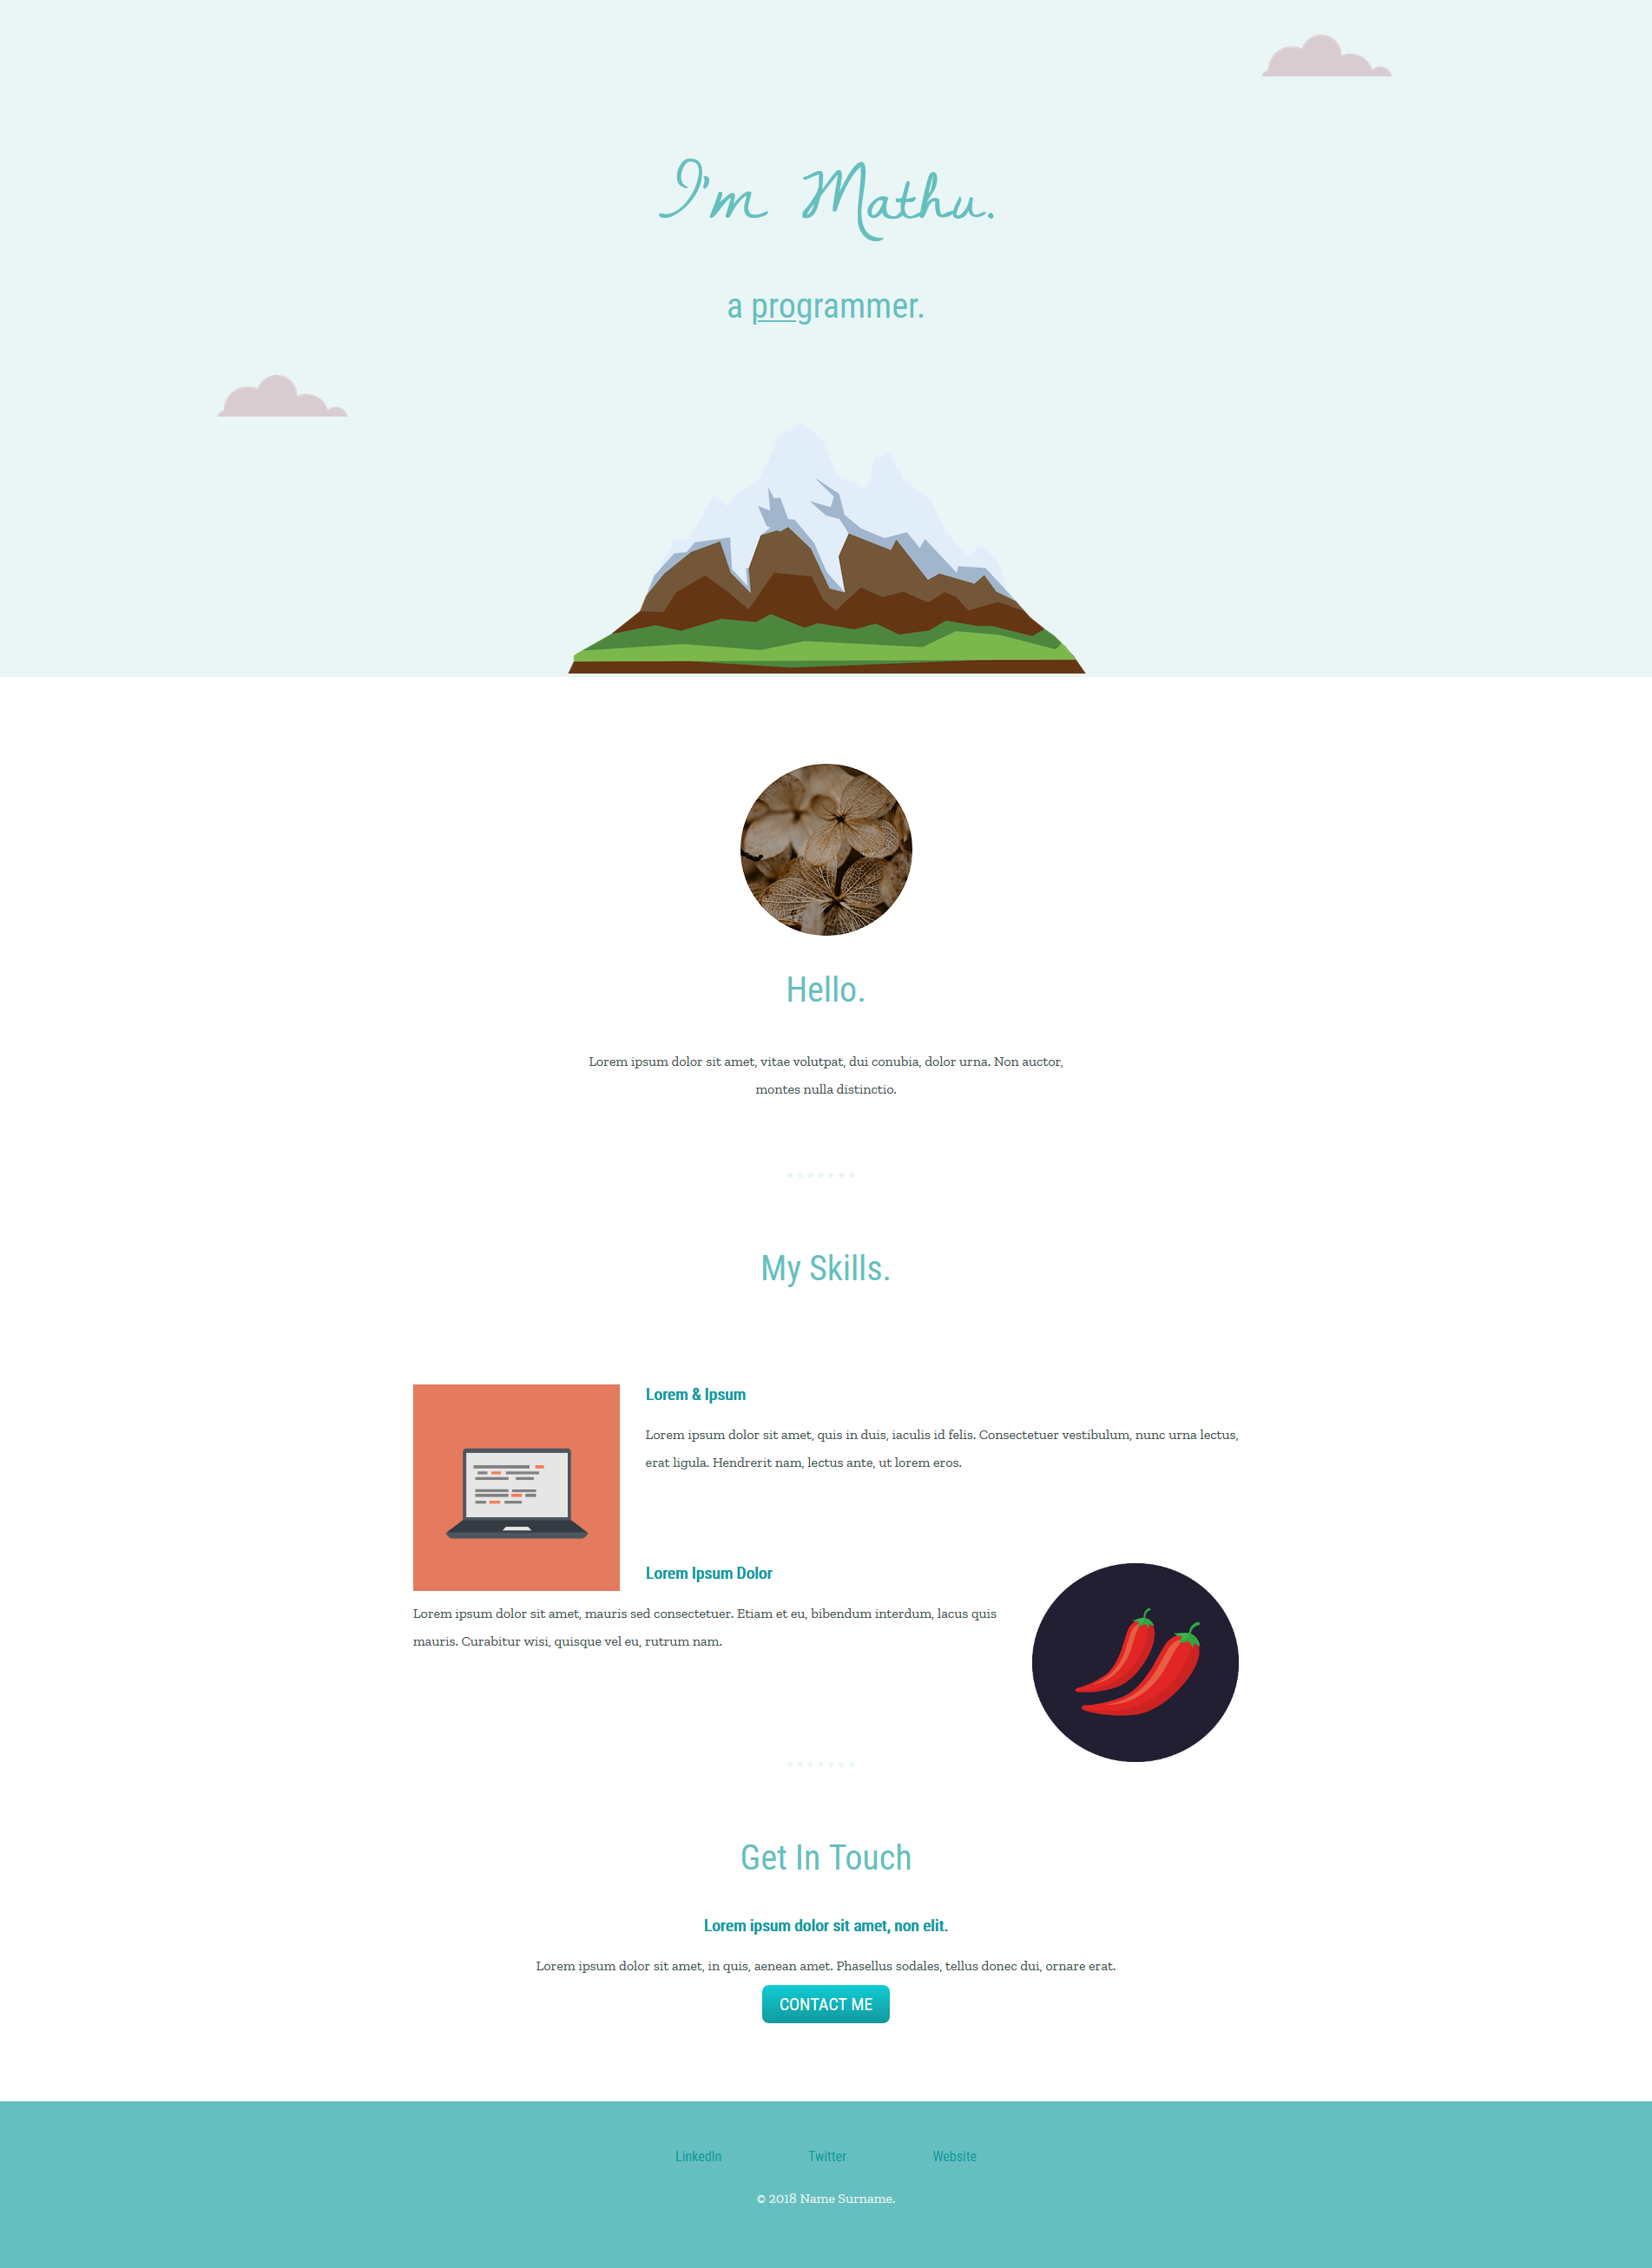 I'm Mathu.
a programmer.
Hello.
Lorem ipsum dolor sit amet, vitae volutpat, dui conubia, dolor urna. Non auctor,
montes nulla distinctio.
My Skills.
Lorem & Ipsum
Lorem ipsum dolor sit amet, quis in duis, iaculis id felis. Consectetuer vestibulum, nunc urna lectus,
erat ligula. Hendrerit nam, lectus ante, ut lorem eros.
Lorem Ipsum Dolor
Lorem ipsum dolor sit amet, mauris sed consectetuer. Etiam et eu, bibendum interdum, lacus quis
mauris. Curabitur wisi, quisque vel eu, rutrum nam.
Get In Touch
Lorem ipsum dolor sit amet, non elit.
Lorem ipsum dolor sit amet, in quis, aenean amet. Phasellus sodales, tellus donec dui, ornare erat.
CONTACT ME
LinkedIn Twitter Website
© 2018 Name Surname.